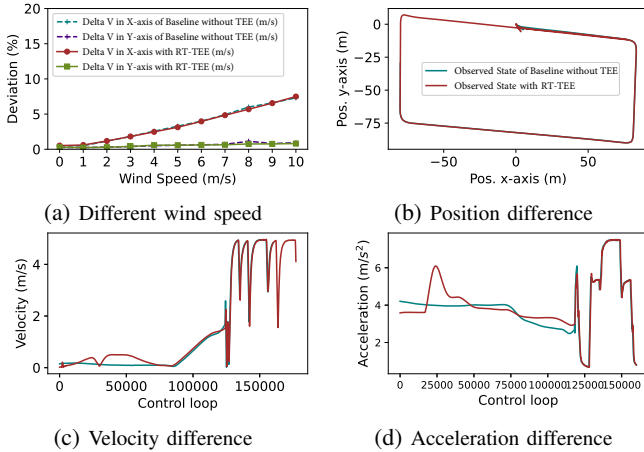 Delta V in X-axis of Baseline without TEE (m/s)
Delta V in Y-axis of Baseline without TEE (m/s)
Delta V in X-axis with RT-TEE (m/s)
Delta V in Y-axis with RT-TEE (m/s)
Deviation (%)
20
15
10
5
0
0 1 2 3 4 5 6 7 8 9 10
Wind Speed (m/s)
(a) Different wind speed
Observed State of Baseline without TEE
Observed State with RT-TEE
Pos. y-axis (m)
0
−25
−50
−75
−50 0 50
Pos. x-axis (m)
(b) Position difference
Velocity (m/s)
4
2
0
0 50000 100000 150000
Control loop
(c) Velocity difference
Acceleration (m/s²)
6
4
2
0 25000 50000 75000 100000 125000 150000
Control loop
(d) Acceleration difference